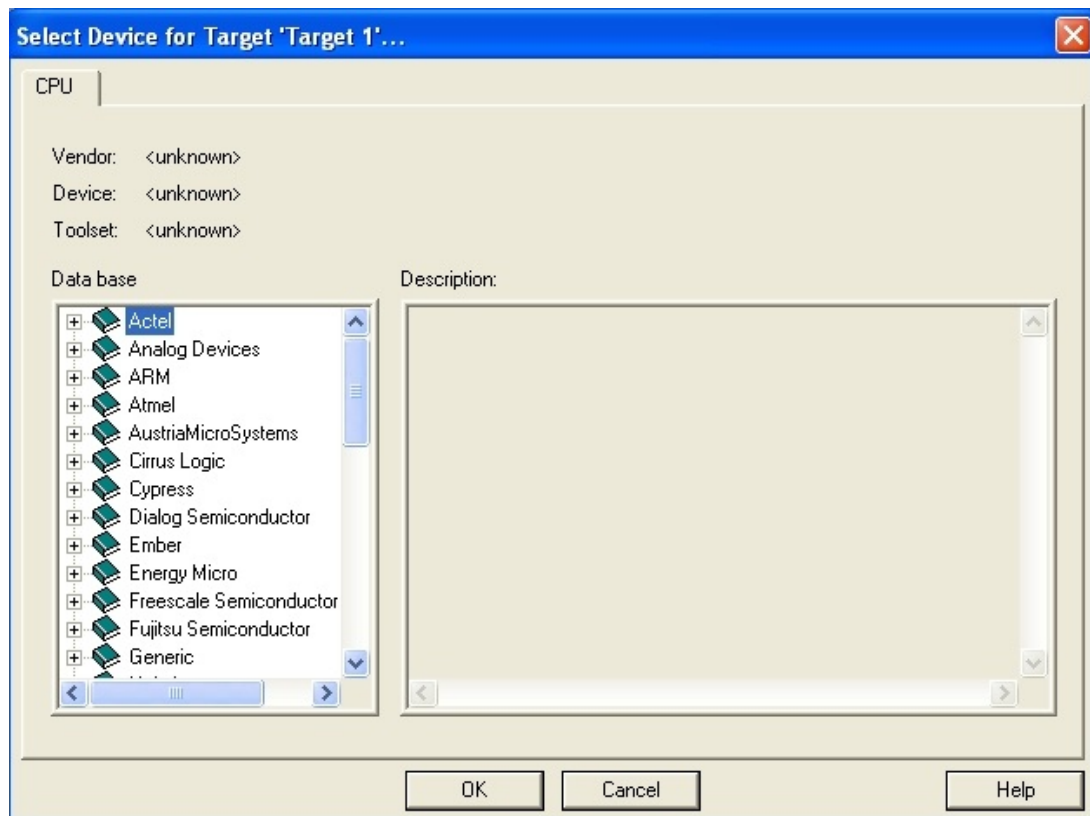 Select Device for Target 'Target 1'...
CPU
Vendor: <unknown>
Device: <unknown>
Toolset: <unknown>
Data base
Description:
Actel
Analog Devices
ARM
Atmel
AustriaMicroSystems
Cirrus Logic
Cypress
Dialog Semiconductor
Ember
Energy Micro
Freescale Semiconductor
Fujitsu Semiconductor
Generic
OK
Cancel
Help